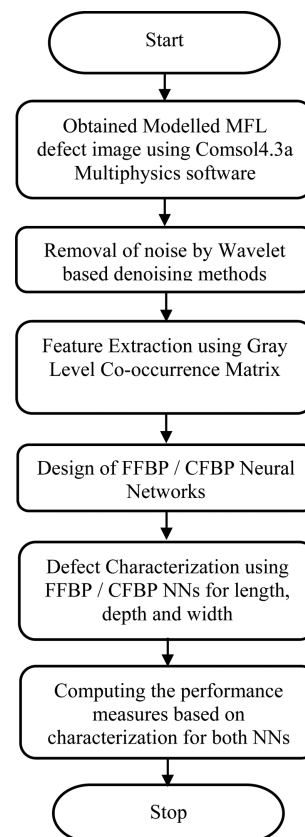 Start
Obtained Modelled MFL
defect image using Comsol4.3a
Multiphysics software
Removal of noise by Wavelet
based denoising methods
Feature Extraction using Gray
Level Co-occurrence Matrix
Design of FFBP / CFBP Neural
Networks
Defect Characterization using
FFBP / CFBP NNs for length,
depth and width
Computing the performance
measures based on
characterization for both NNs
Stop